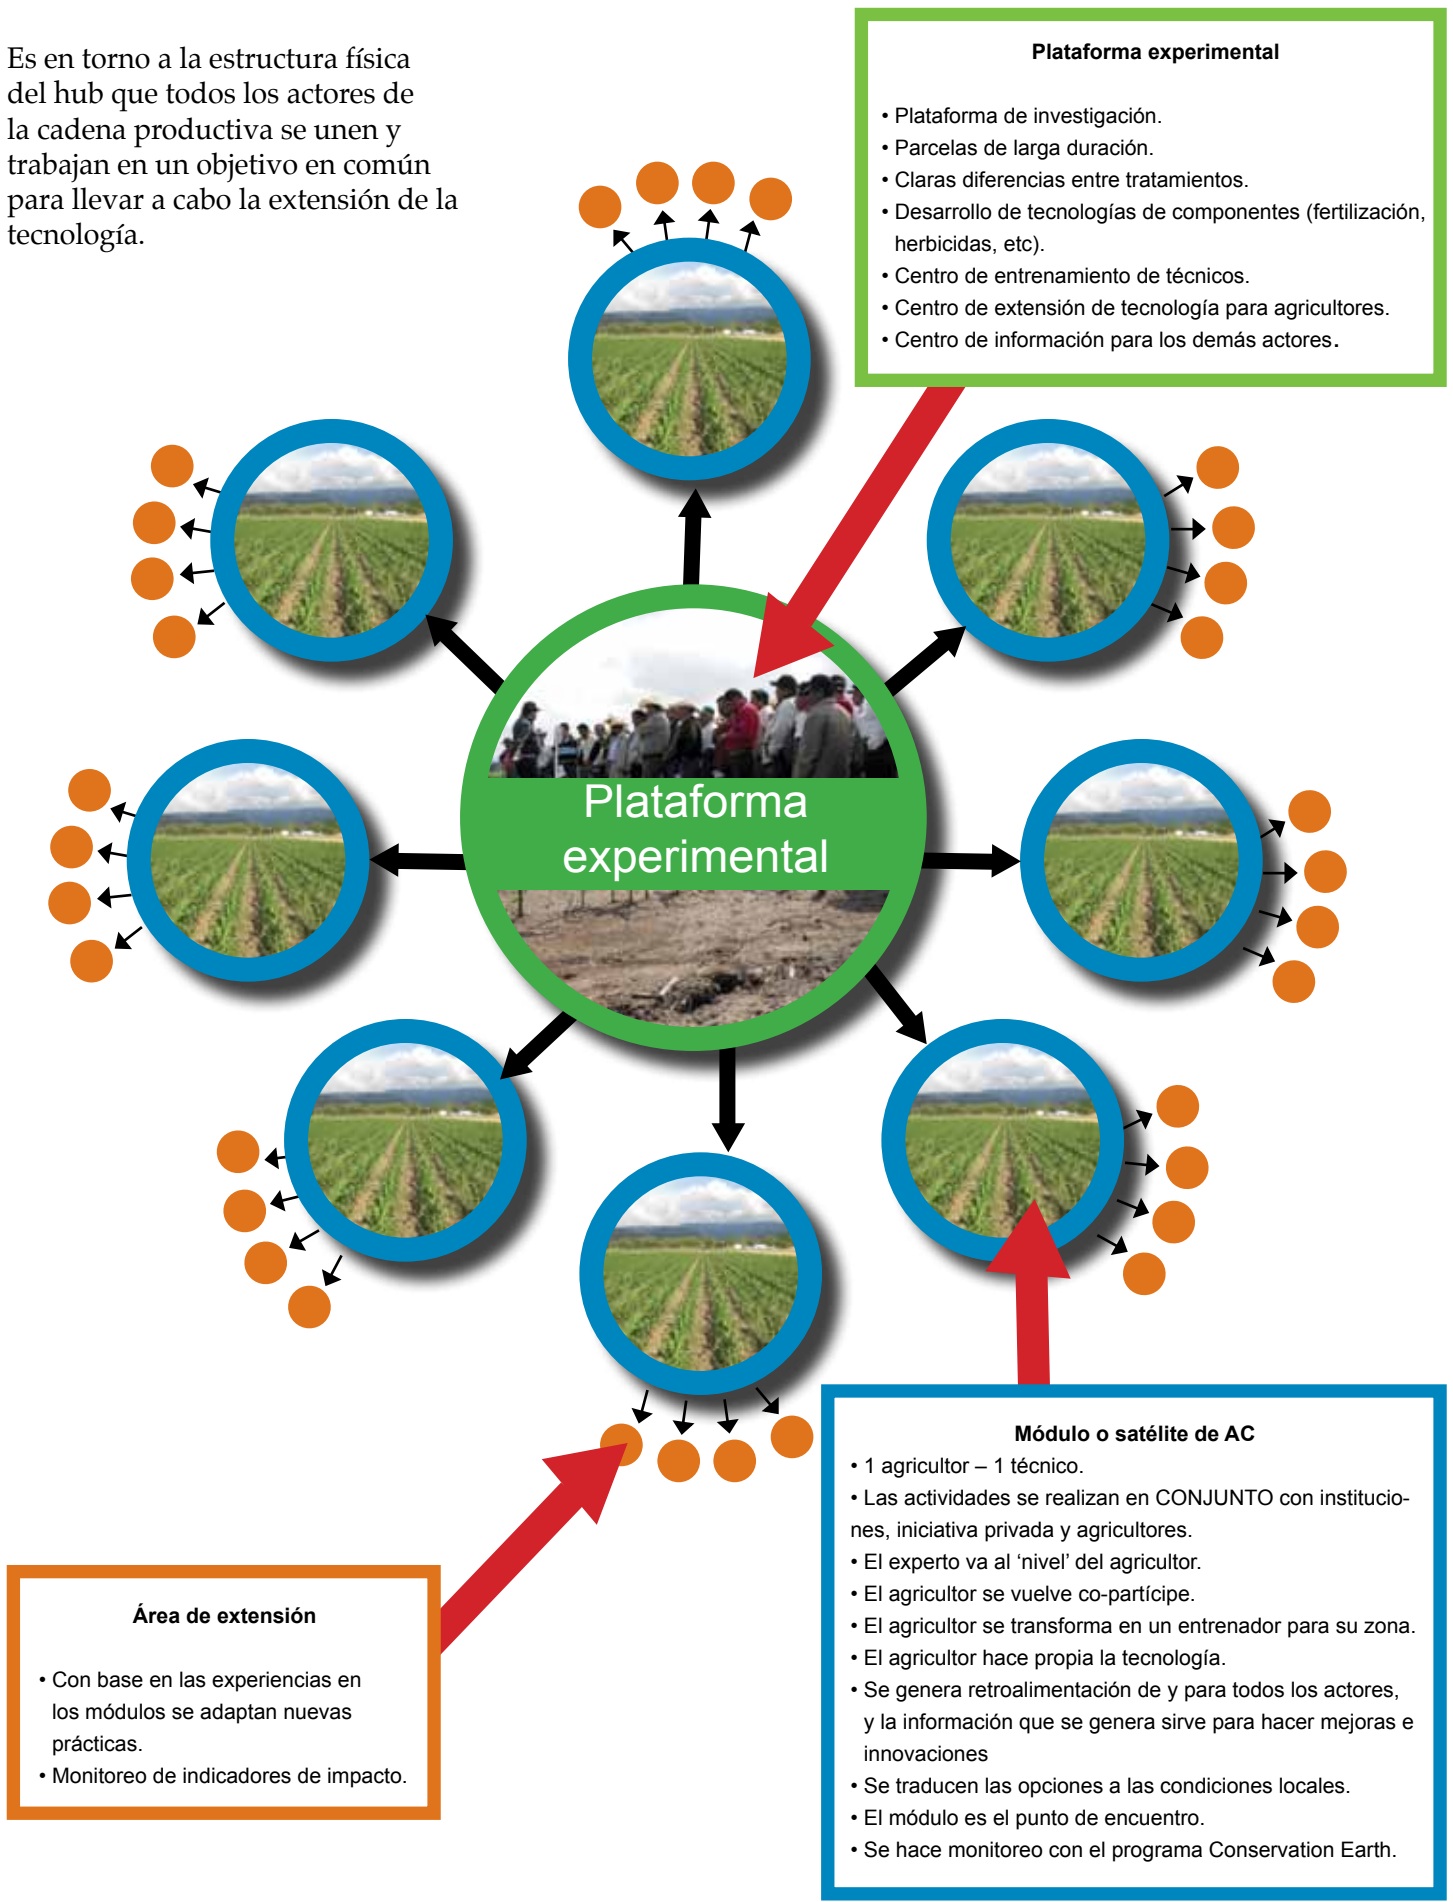 Es en torno a la estructura física
del hub que todos los actores de
la cadena productiva se unen y
trabajan en un objetivo en común
para llevar a cabo la extensión de la
tecnología.
Plataforma experimental
• Plataforma de investigación.
• Parcelas de larga duración.
• Claras diferencias entre tratamientos.
• Desarrollo de tecnologías de componentes (fertilización,
herbicidas, etc).
• Centro de entrenamiento de técnicos.
• Centro de extensión de tecnología para agricultores.
• Centro de información para los demás actores.
Plataforma
experimental
Módulo o satélite de AC
• 1 agricultor – 1 técnico.
• Las actividades se realizan en CONJUNTO con institucio-
nes, iniciativa privada y agricultores.
• El experto va al ‘nivel’ del agricultor.
• El agricultor se vuelve co-partícipe.
• El agricultor se transforma en un entrenador para su zona.
• El agricultor hace propia la tecnología.
• Se genera retroalimentación de y para todos los actores,
y la información que se genera sirve para hacer mejoras e
innovaciones
• Se traducen las opciones a las condiciones locales.
• El módulo es el punto de encuentro.
• Se hace monitoreo con el programa Conservation Earth.
Área de extensión
• Con base en las experiencias en
los módulos se adaptan nuevas
prácticas.
• Monitoreo de indicadores de impacto.